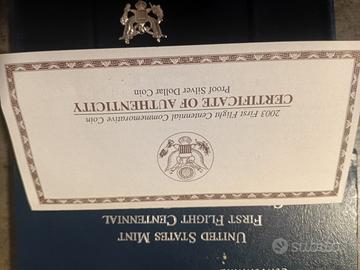 2003 First Flight Centennial Commemorative Coin
CERTIFICATE OF AUTHENTICITY
Proof Silver Dollar Coin
UNITED STATES MINT
FIRST FLIGHT CENTENNIAL
subito